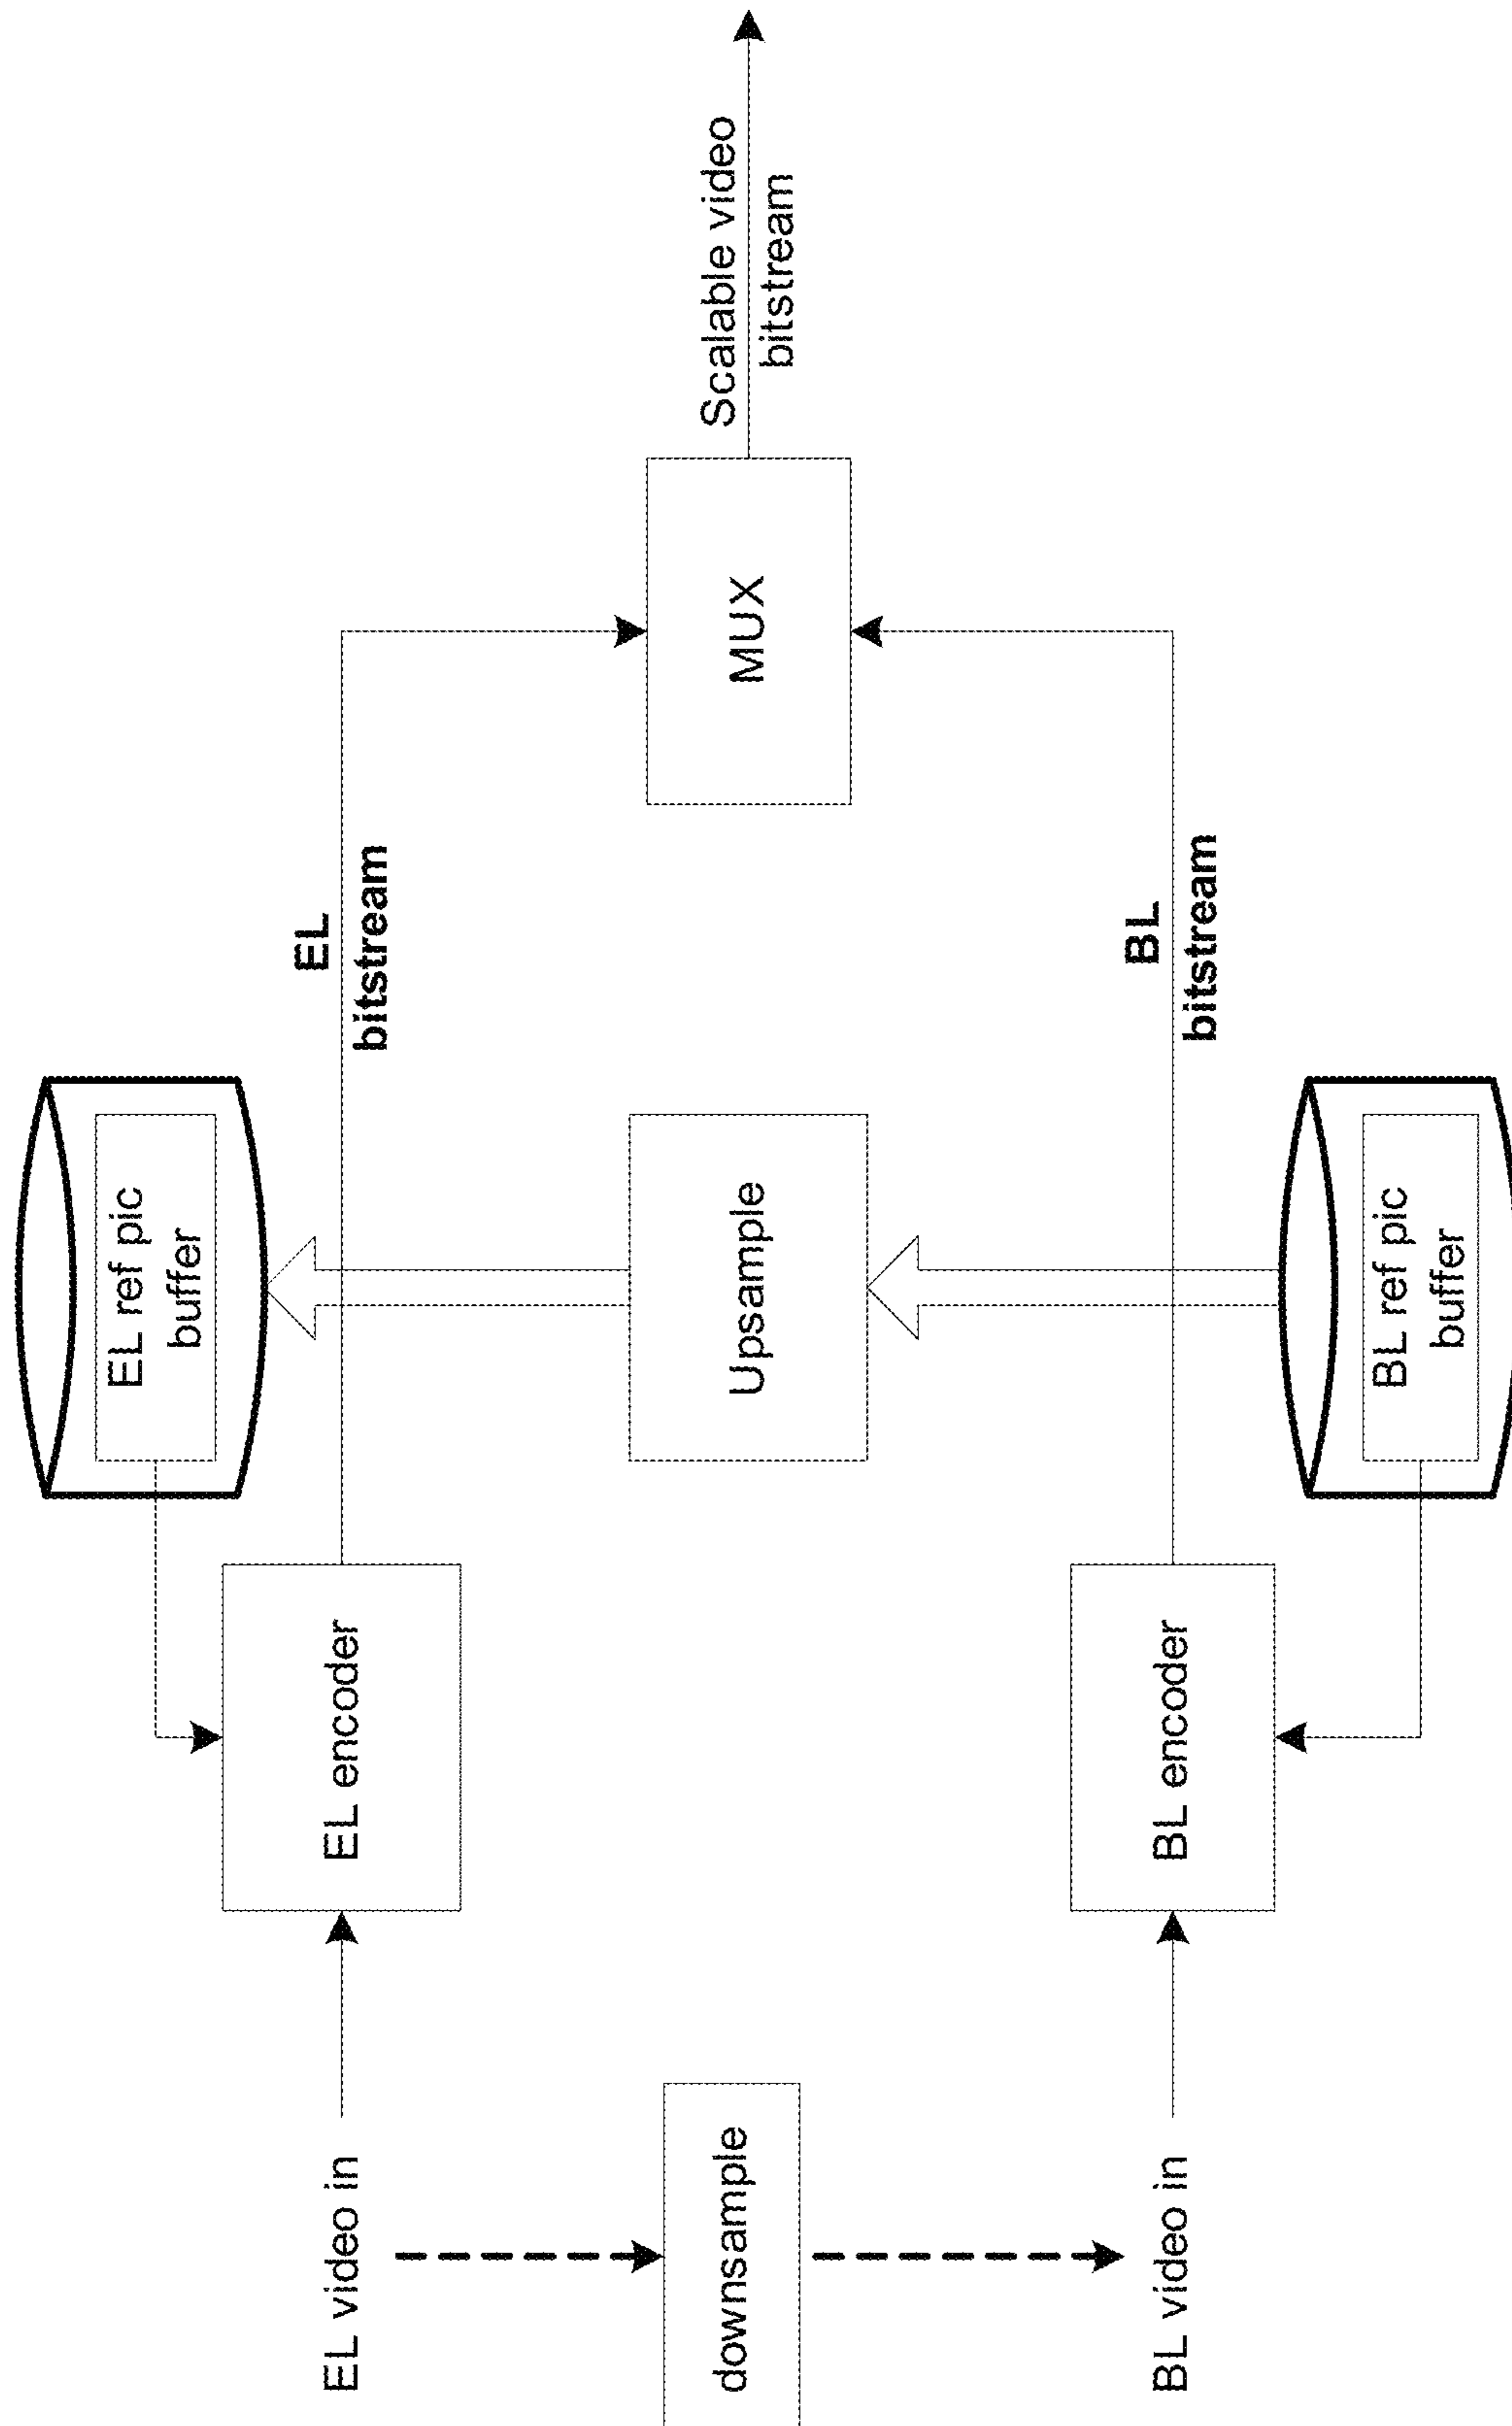 EL video in
downsample
BL video in
EL encoder
BL encoder
EL ref pic
buffer
Upsample
BL ref pic
buffer
EL
bitstream
BL
bitstream
MUX
Scalable video
bitstream